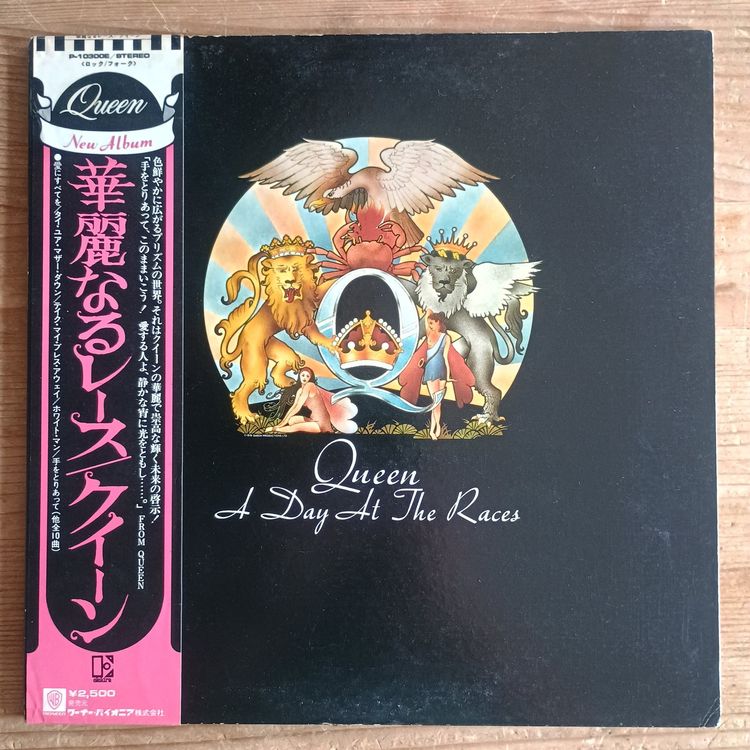 P-10300E/STEREO
〈ロック/フォーク〉
Queen
New Album
華麗なるレース/クイーン
色鮮やかに広がるプリズムの世界。それはクイーンの華麗で崇高な輝く未来の啓示!
「手をとりあって、このままいこう! 愛する人よ、静かな宵に光をともし……。」 FROM QUEEN
●愛にすべてを/タイ・ユア・マザー・ダウン/テイク・マイ・ブレス・アウェイ/ホワイト・マン/手をとりあって(他全10曲)
elektra
¥2,500
発売元
ワーナー・パイオニア株式会社
WB
PIONEER
Queen
A Day At The Races